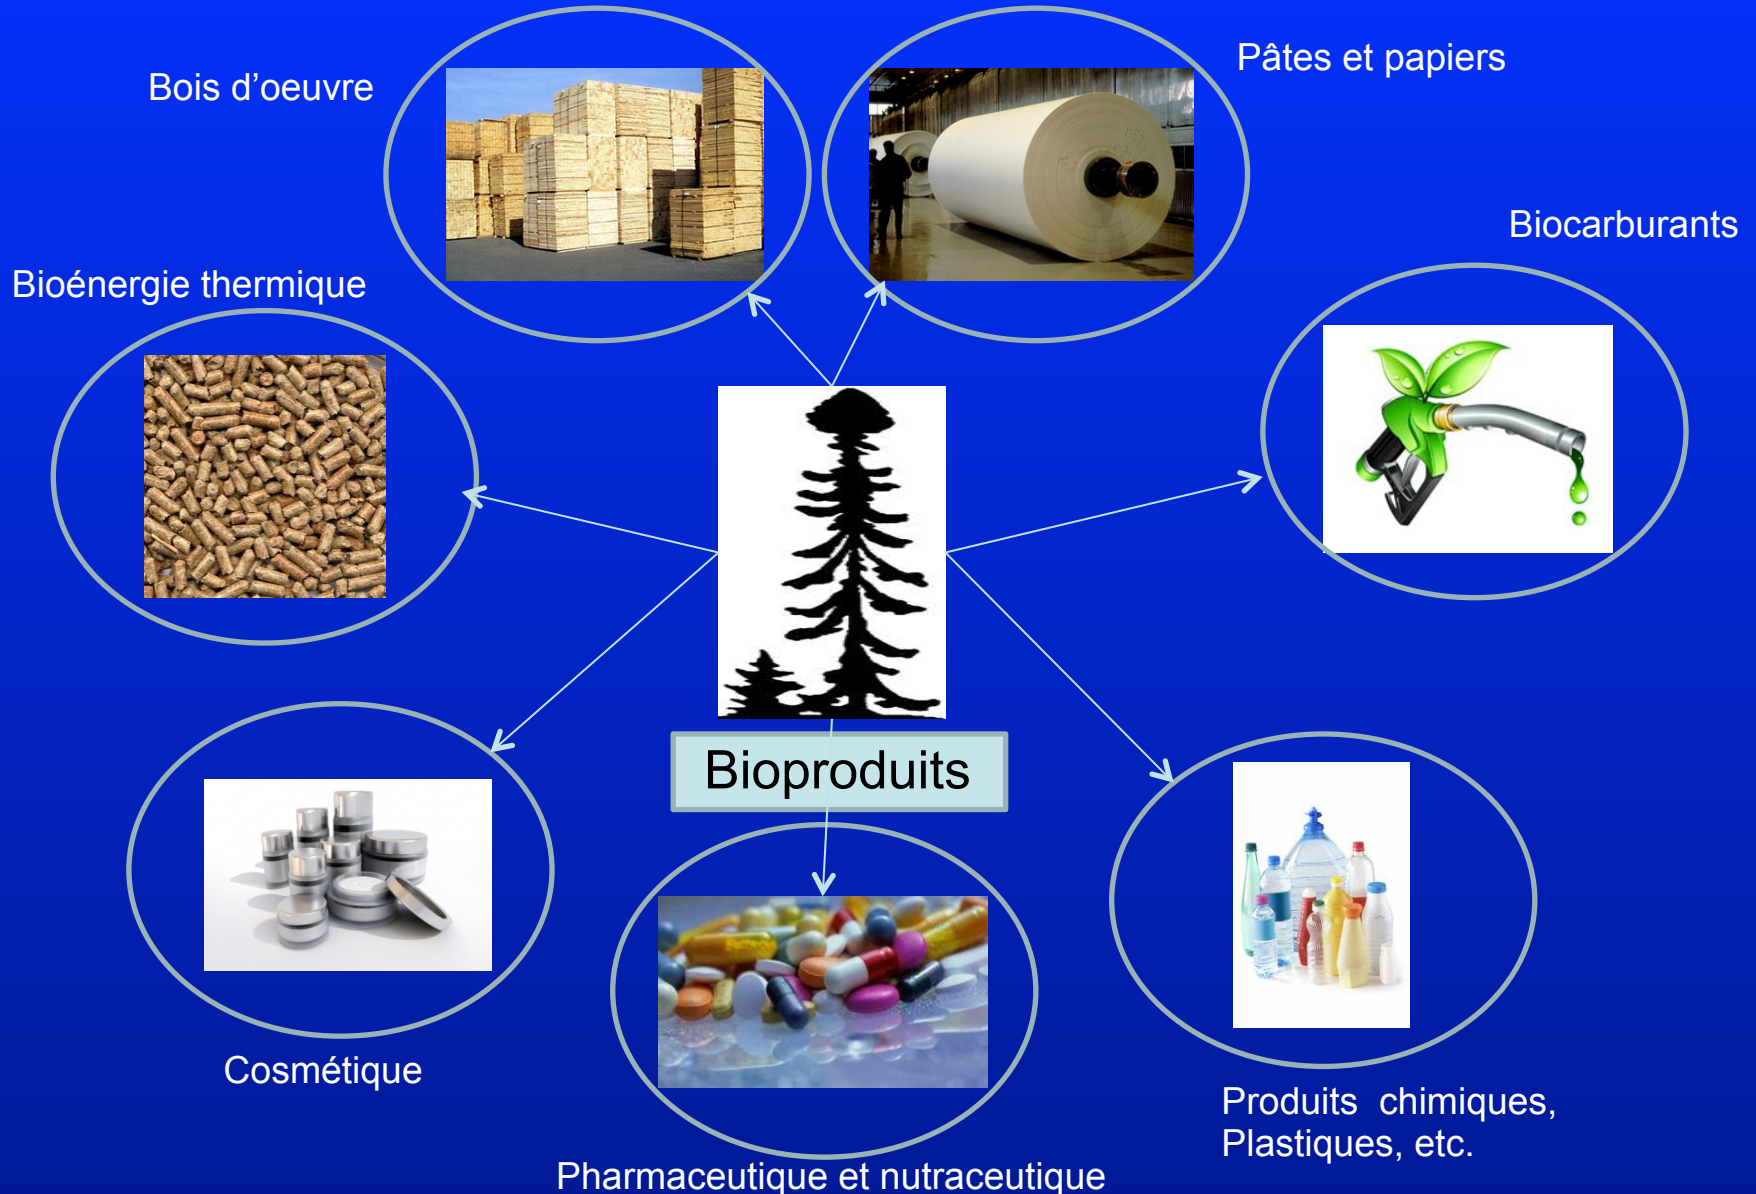 Bois d’oeuvre
Pâtes et papiers
Biocarburants
Bioénergie thermique
Bioproduits
Cosmétique
Produits chimiques,
Plastiques, etc.
Pharmaceutique et nutraceutique